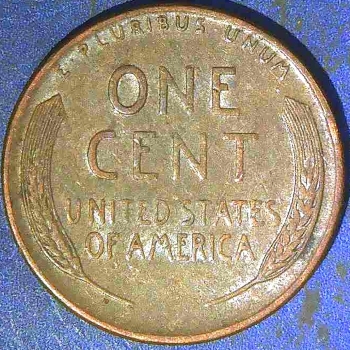 E PLURIBUS UNUM
ONE
CENT
UNITED STATES
OF AMERICA